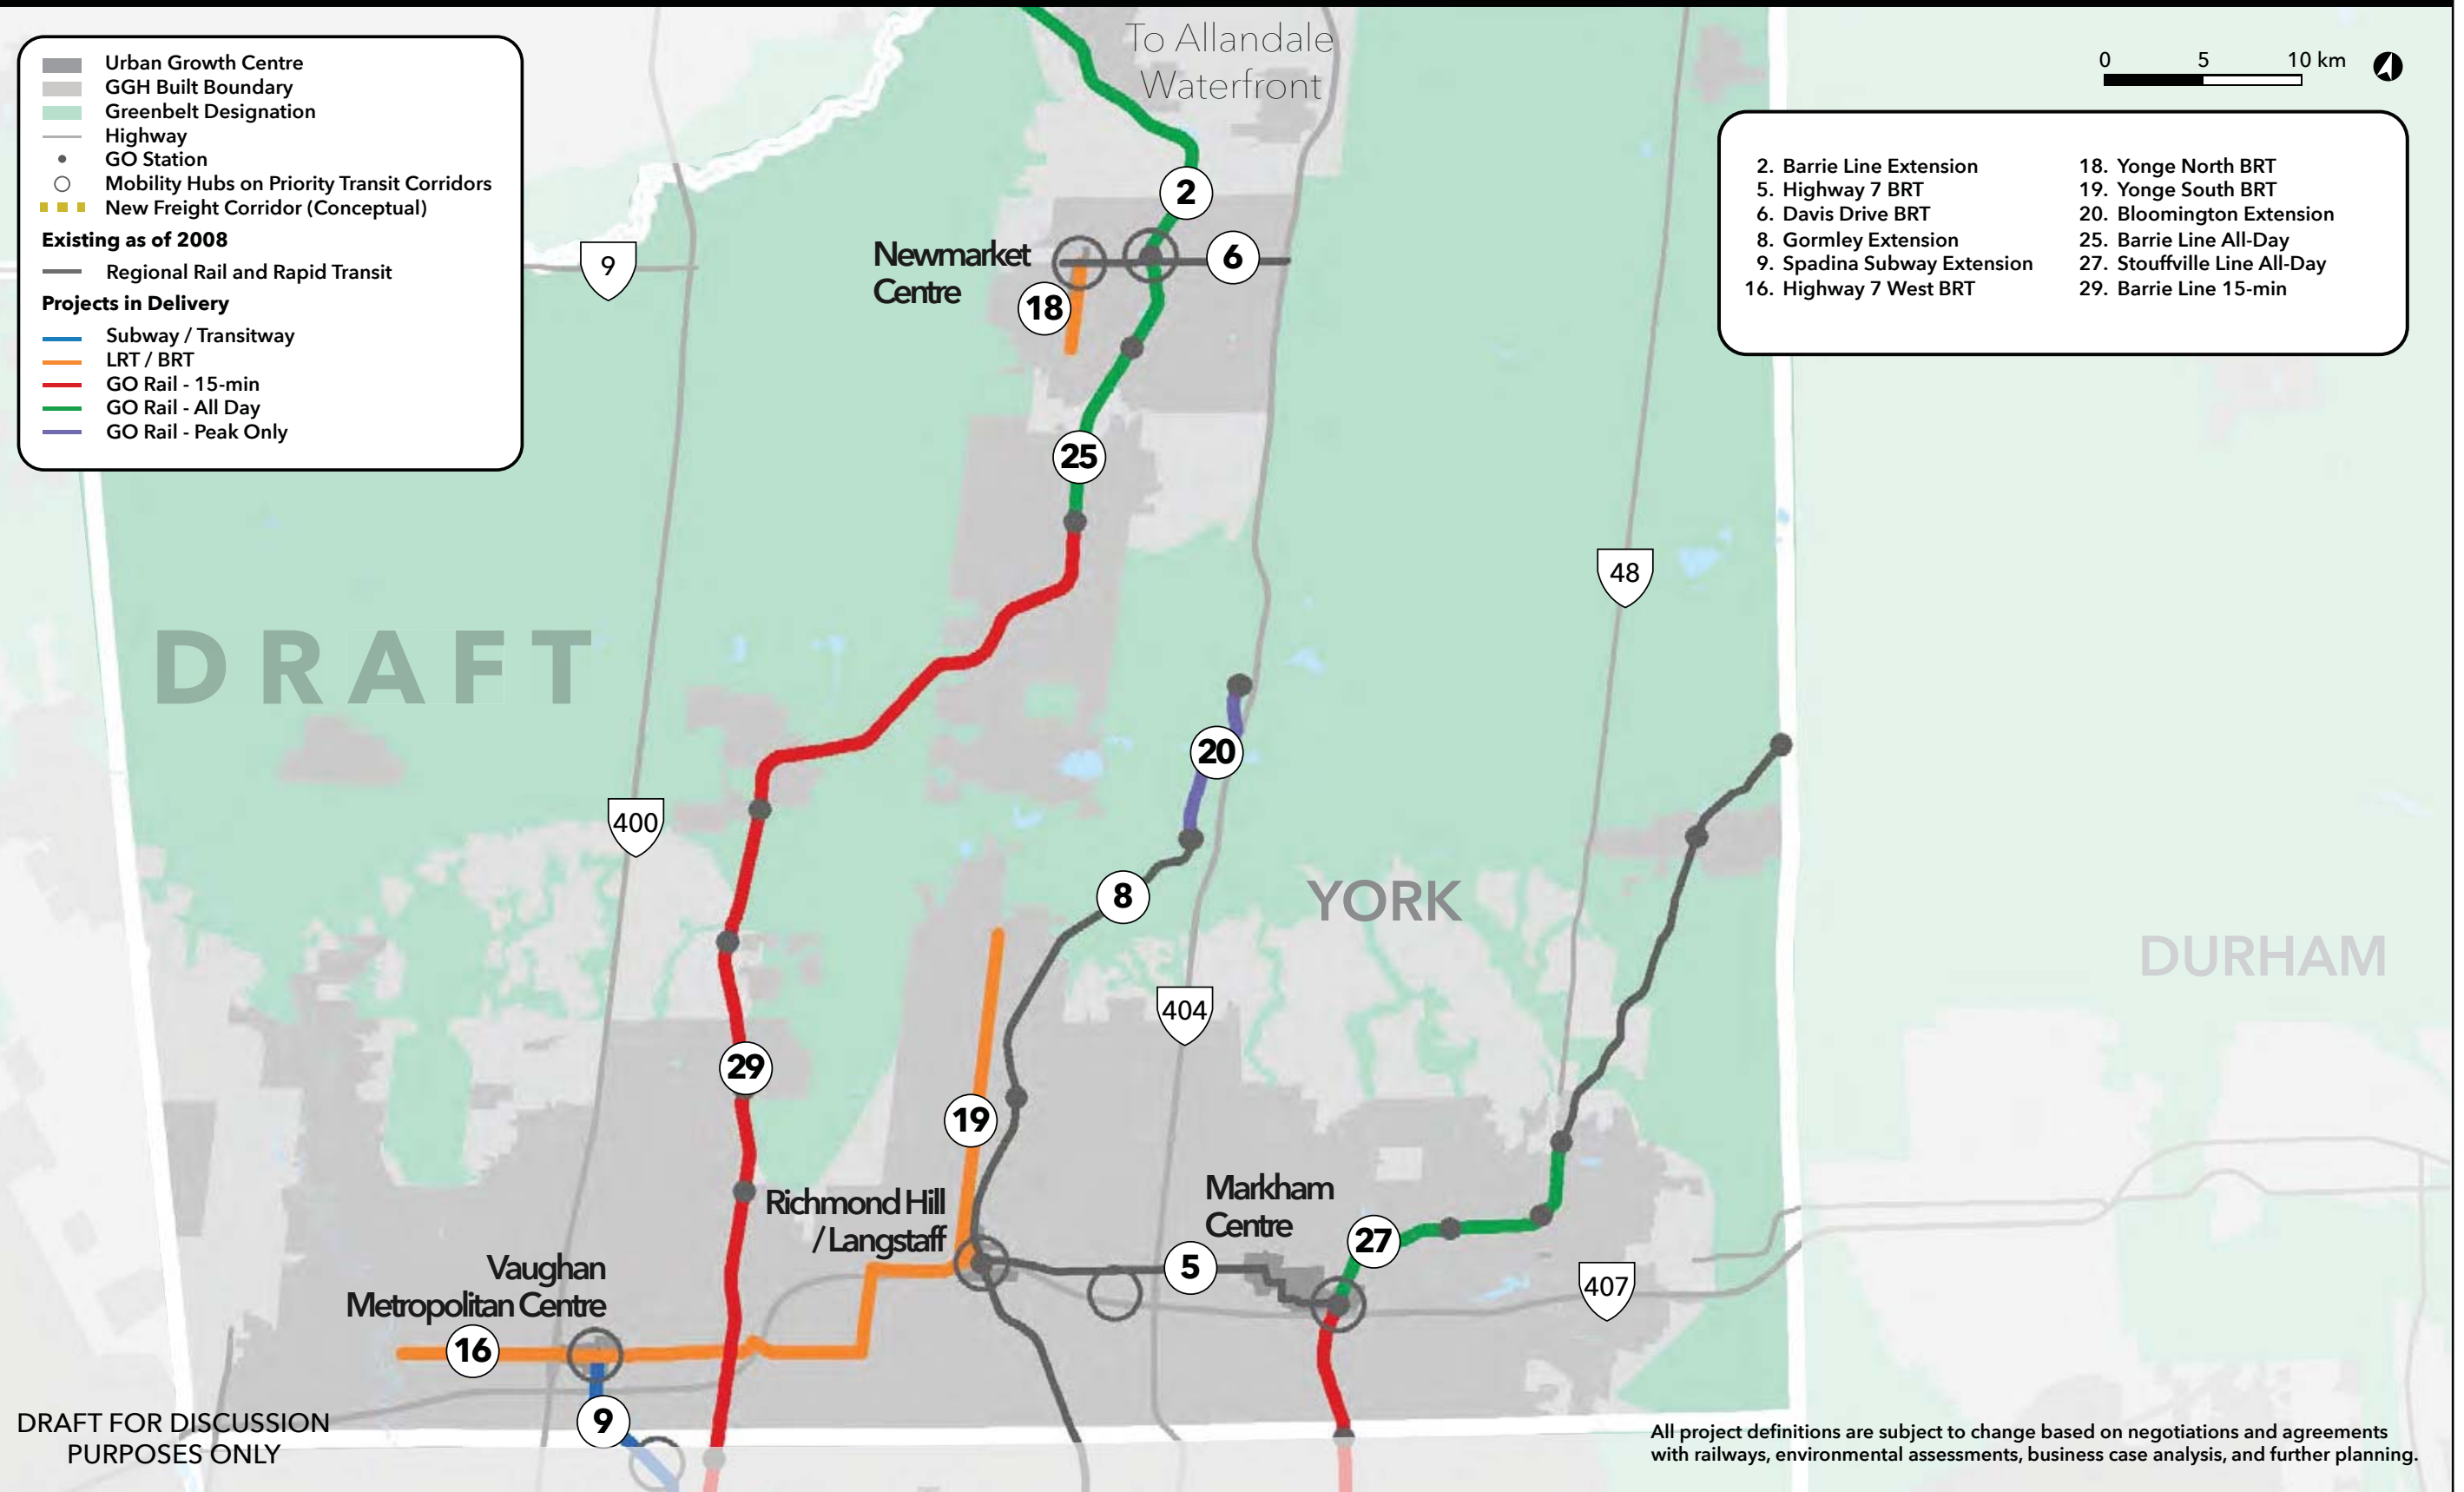 To Allandale
Waterfront
Urban Growth Centre
GGH Built Boundary
Greenbelt Designation
Highway
GO Station
Mobility Hubs on Priority Transit Corridors
New Freight Corridor (Conceptual)
Existing as of 2008
Regional Rail and Rapid Transit
Projects in Delivery
Subway / Transitway
LRT / BRT
GO Rail - 15-min
GO Rail - All Day
GO Rail - Peak Only
0 5 10 km
2. Barrie Line Extension
5. Highway 7 BRT
6. Davis Drive BRT
8. Gormley Extension
9. Spadina Subway Extension
16. Highway 7 West BRT
18. Yonge North BRT
19. Yonge South BRT
20. Bloomington Extension
25. Barrie Line All-Day
27. Stouffville Line All-Day
29. Barrie Line 15-min
2
Newmarket
Centre
6
9
18
25
48
DRAFT
20
400
8
YORK
DURHAM
404
29
19
Richmond Hill
/ Langstaff
Markham
Centre
27
5
407
Vaughan
Metropolitan Centre
16
9
DRAFT FOR DISCUSSION
PURPOSES ONLY
All project definitions are subject to change based on negotiations and agreements
with railways, environmental assessments, business case analysis, and further planning.